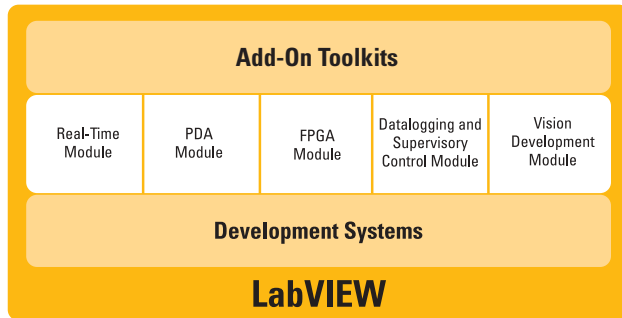 Add-On Toolkits
Real-Time
Module
PDA
Module
FPGA
Module
Datalogging and
Supervisory
Control Module
Vision
Development
Module
Development Systems
LabVIEW